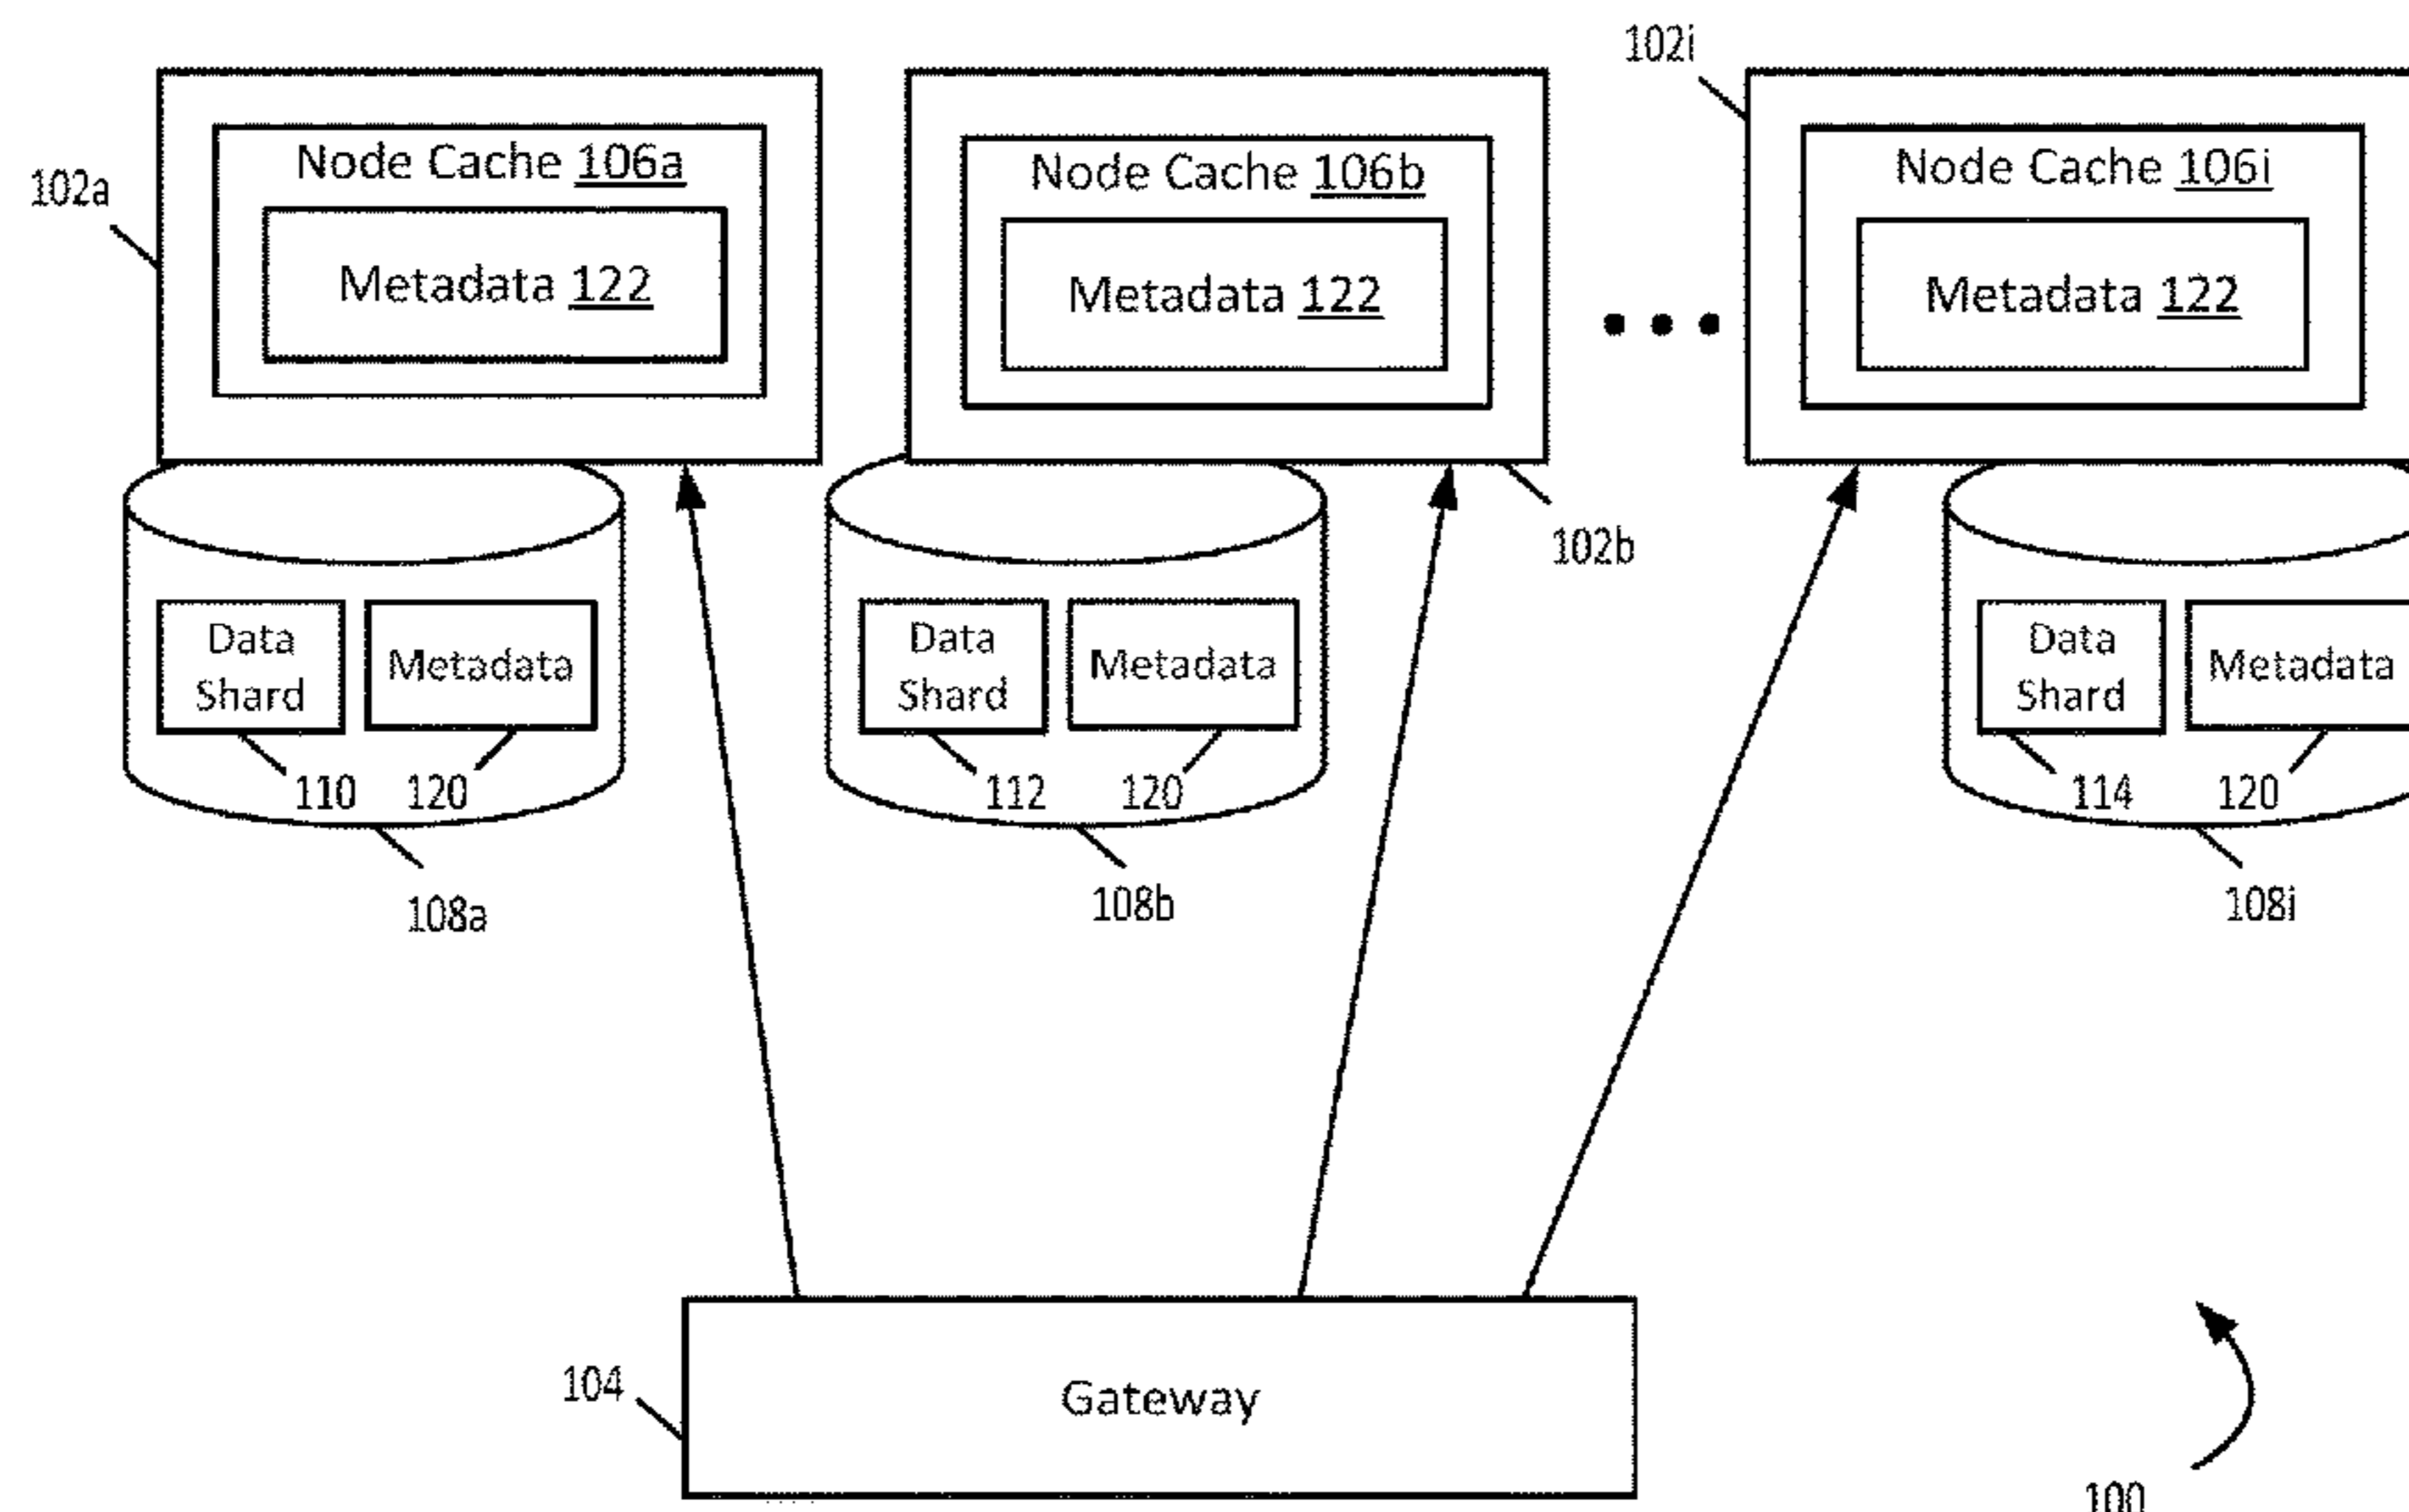 102i
Node Cache 106a
Node Cache 106b
Node Cache 106i
102a
Metadata 122
Metadata 122
Metadata 122
102b
Data
Shard
Metadata
Data
Shard
Metadata
Data
Shard
Metadata
110
120
112
120
114
120
108a
108b
108i
104
Gateway
100